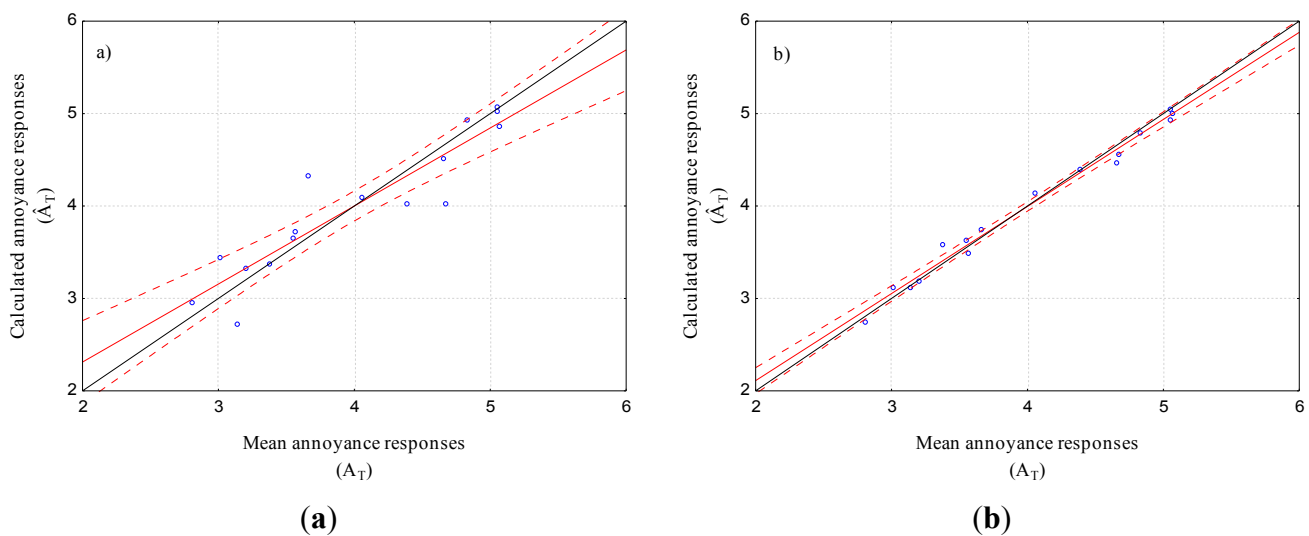 a)
Calculated annoyance responses
(Â_T)
6
5
4
3
2
2 3 4 5 6
Mean annoyance responses
(A_T)
(a)
b)
Calculated annoyance responses
(Â_T)
6
5
4
3
2
2 3 4 5 6
Mean annoyance responses
(A_T)
(b)